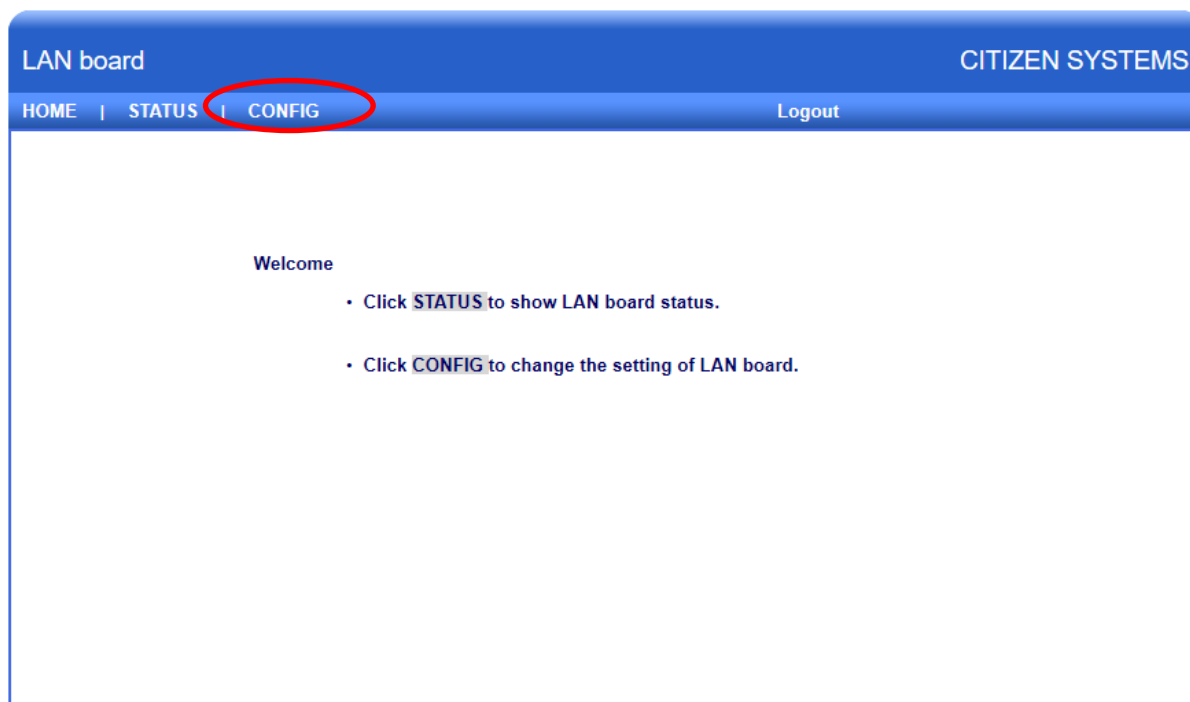 LAN board CITIZEN SYSTEMS
HOME | STATUS | CONFIG Logout
Welcome
• Click STATUS to show LAN board status.
• Click CONFIG to change the setting of LAN board.